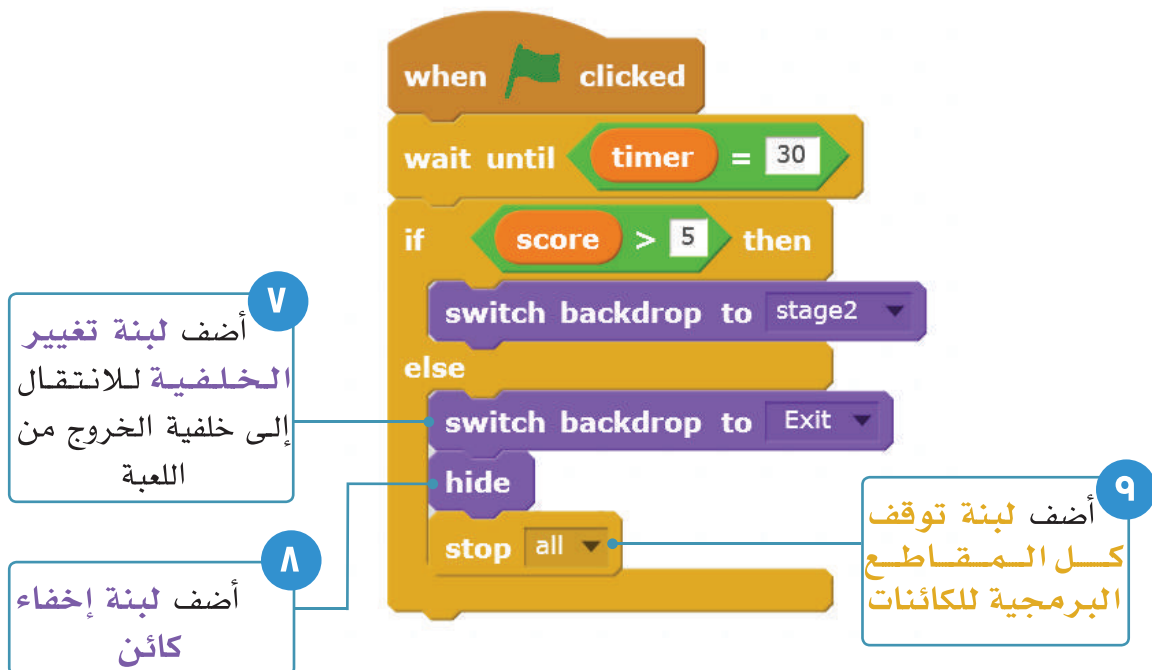 when clicked
wait until timer = 30
if score > 5 then
switch backdrop to stage2
else
switch backdrop to Exit
hide
stop all
٧
أضف لبنة تغيير
الخلفية للانتقال
إلى خلفية الخروج من
اللعبة
٨
أضف لبنة إخفاء
كائن
٩
أضف لبنة توقف
كل المقاطع
البرمجية للكائنات